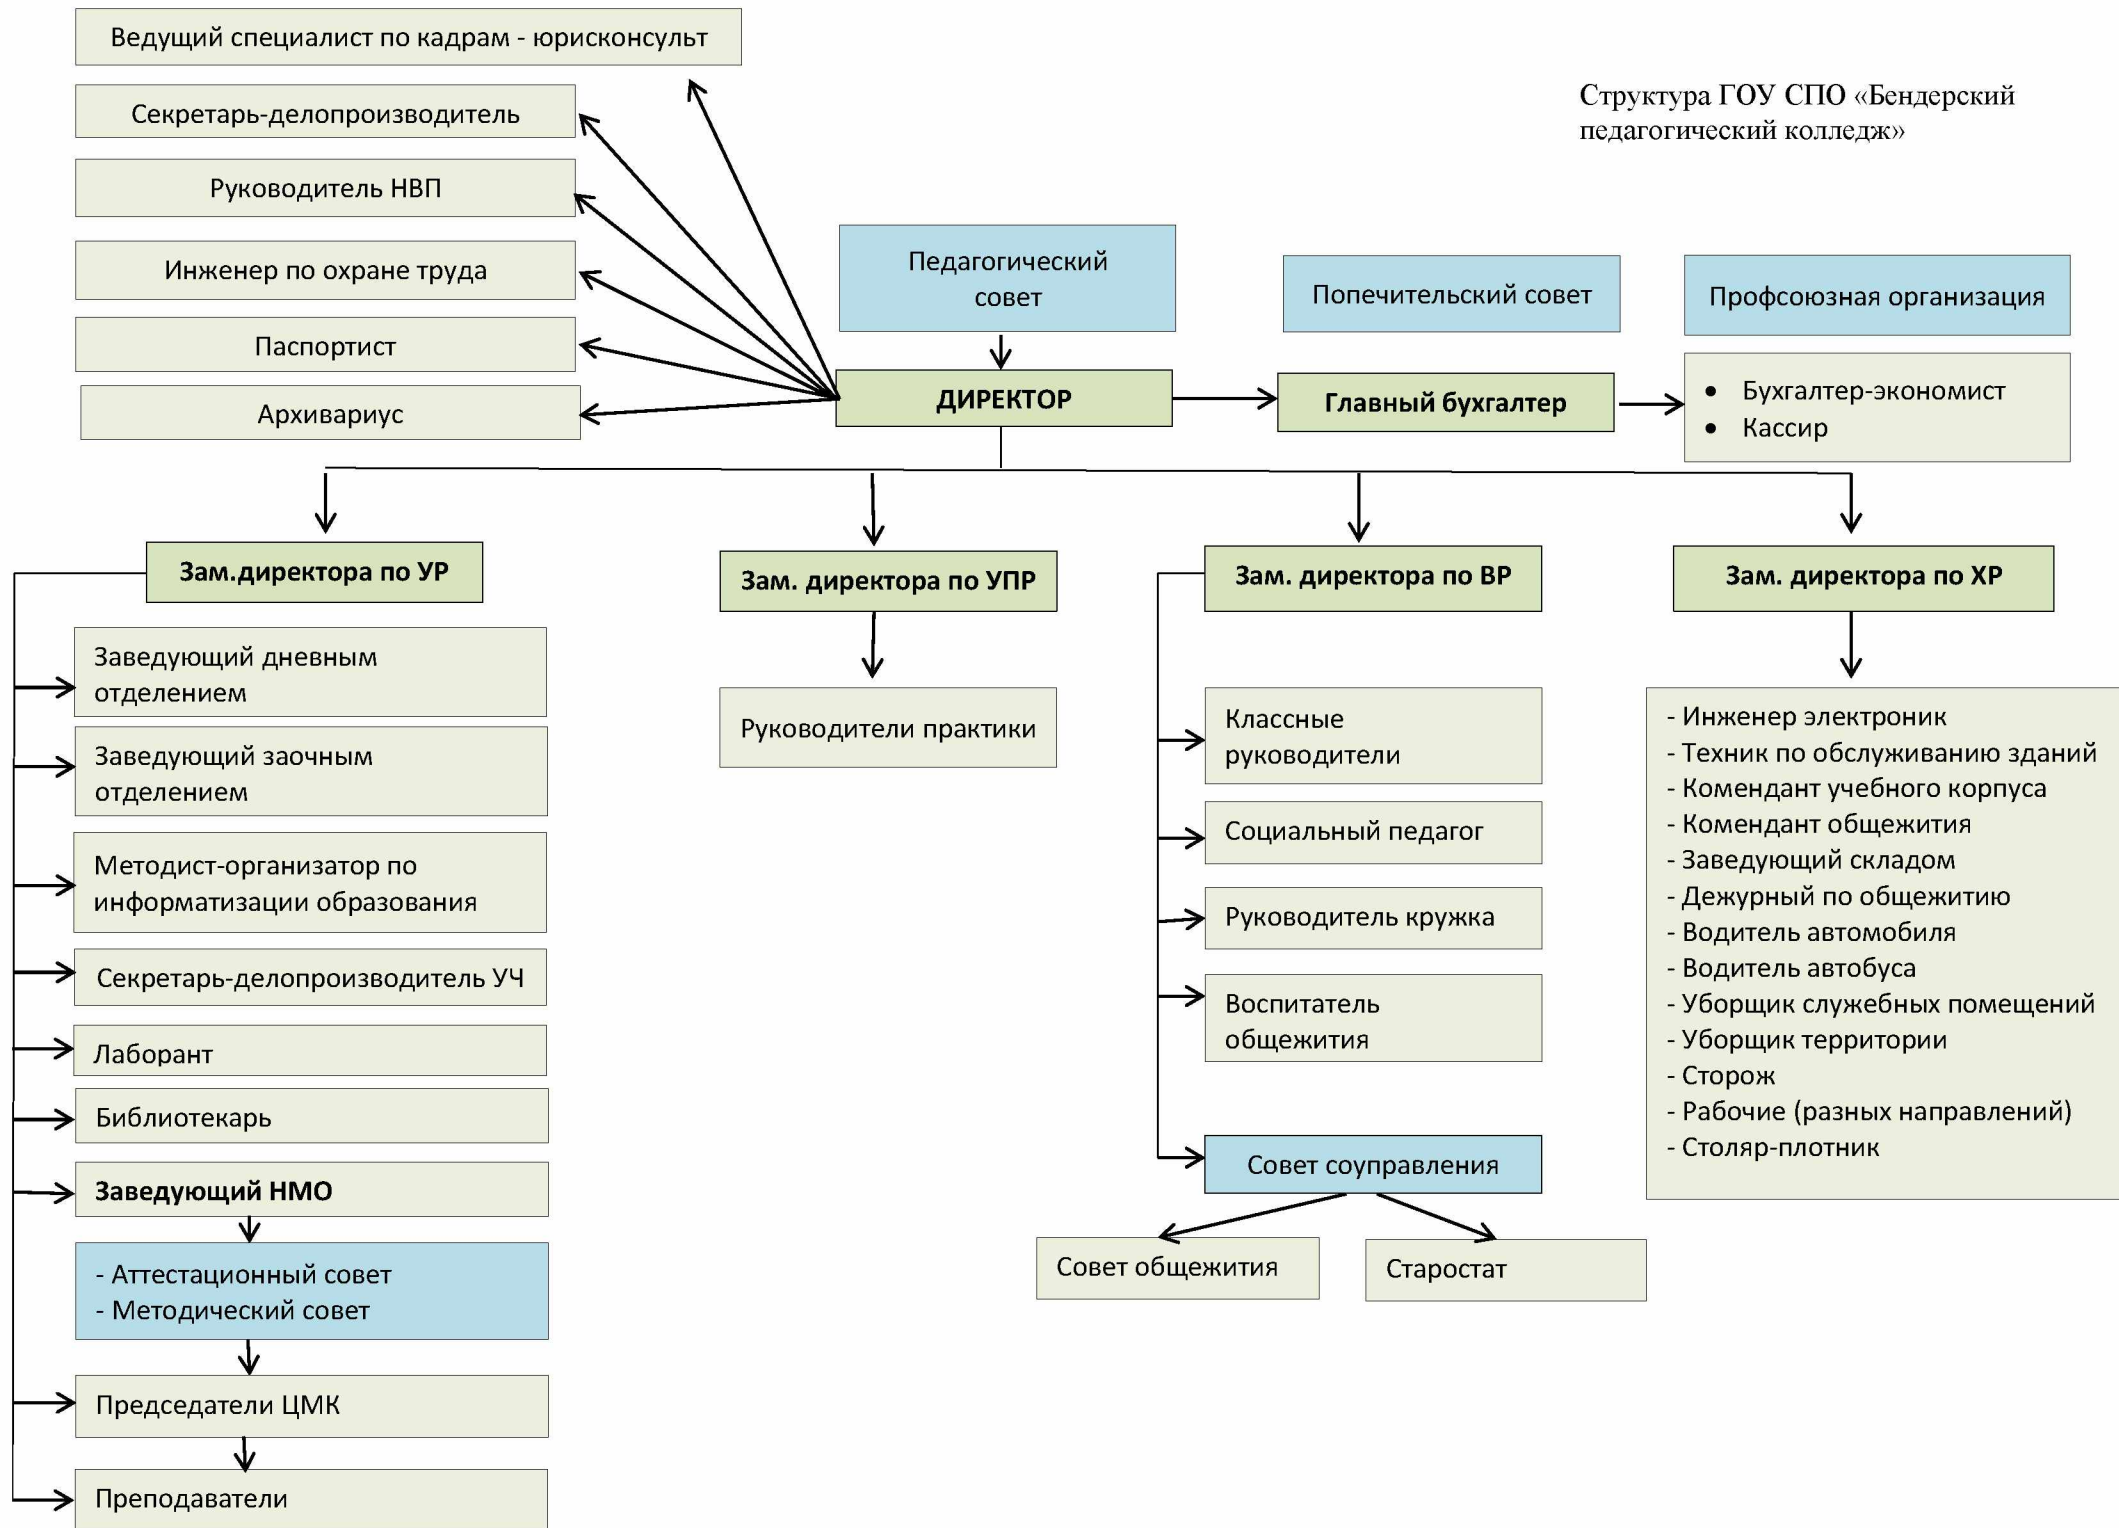 Ведущий специалист по кадрам - юрисконсульт
Секретарь-делопроизводитель
Руководитель НВП
Инженер по охране труда
Паспортист
Архивариус
Структура ГОУ СПО «Бендерский
педагогический колледж»
Педагогический
совет
Попечительский совет
Профсоюзная организация
ДИРЕКТОР
Главный бухгалтер
• Бухгалтер-экономист
• Кассир
Зам.директора по УР
Заведующий дневным
отделением
Заведующий заочным
отделением
Методист-организатор по
информатизации образования
Секретарь-делопроизводитель УЧ
Лаборант
Библиотекарь
Заведующий НМО
- Аттестационный совет
- Методический совет
Председатели ЦМК
Преподаватели
Зам. директора по УПР
Руководители практики
Зам. директора по ВР
Классные
руководители
Социальный педагог
Руководитель кружка
Воспитатель
общежития
Совет соуправления
Совет общежития
Старостат
Зам. директора по ХР
- Инженер электроник
- Техник по обслуживанию зданий
- Комендант учебного корпуса
- Комендант общежития
- Заведующий складом
- Дежурный по общежитию
- Водитель автомобиля
- Водитель автобуса
- Уборщик служебных помещений
- Уборщик территории
- Сторож
- Рабочие (разных направлений)
- Столяр-плотник